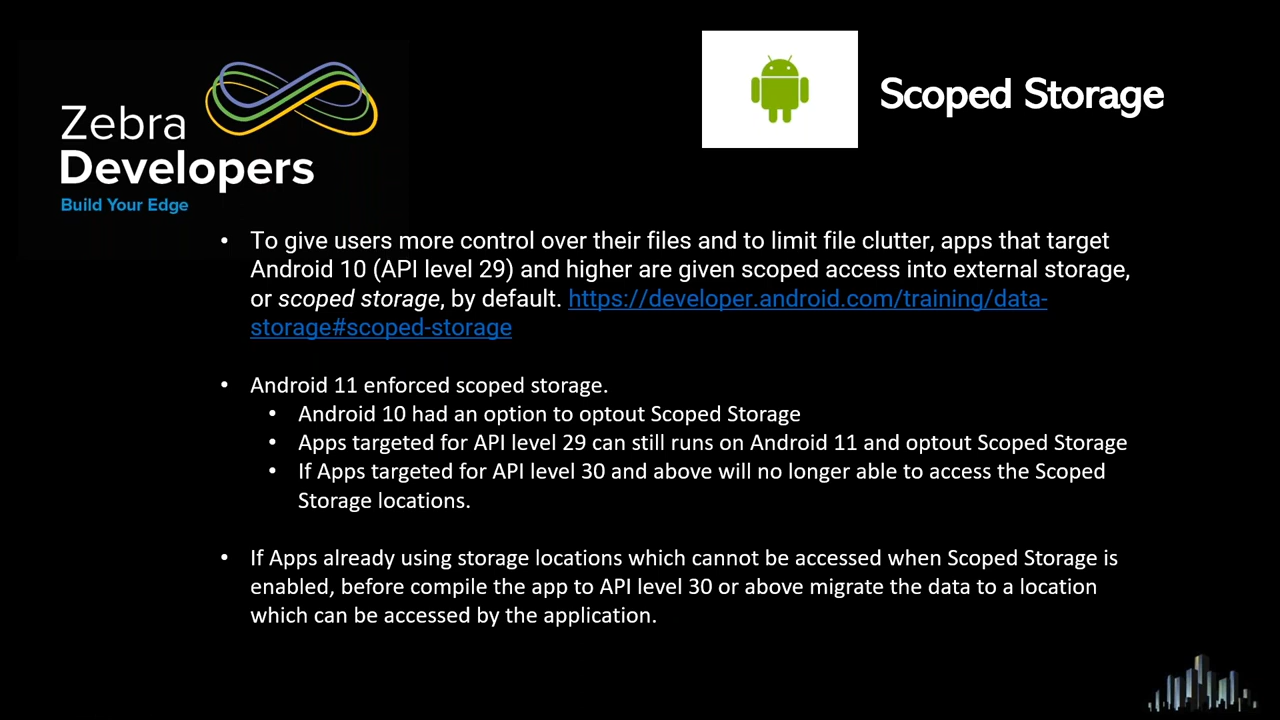 Zebra
Developers
Build Your Edge
Scoped Storage
• To give users more control over their files and to limit file clutter, apps that target
Android 10 (API level 29) and higher are given scoped access into external storage,
or scoped storage, by default. https://developer.android.com/training/data-
storage#scoped-storage
• Android 11 enforced scoped storage.
• Android 10 had an option to optout Scoped Storage
• Apps targeted for API level 29 can still runs on Android 11 and optout Scoped Storage
• If Apps targeted for API level 30 and above will no longer able to access the Scoped
Storage locations.
• If Apps already using storage locations which cannot be accessed when Scoped Storage is
enabled, before compile the app to API level 30 or above migrate the data to a location
which can be accessed by the application.